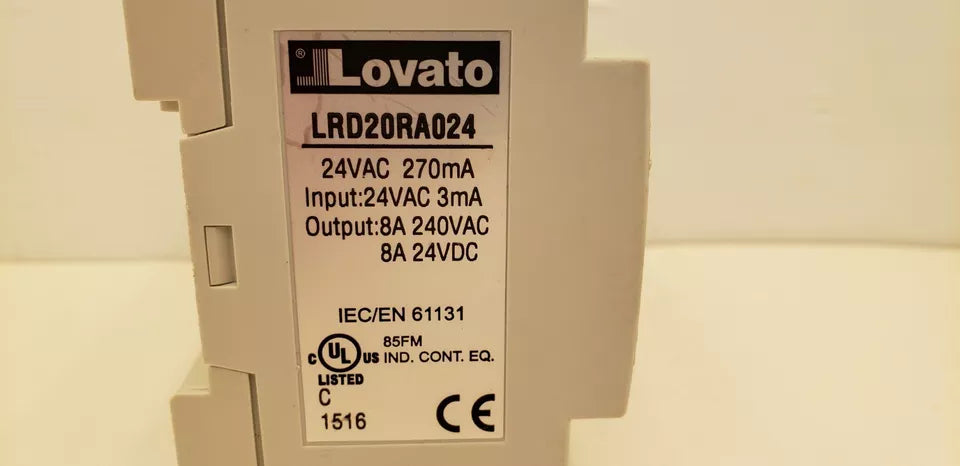 ® Lovato
LRD20RA024
24VAC 270mA
Input:24VAC 3mA
Output:8A 240VAC
8A 24VDC
IEC/EN 61131
C UL US 85FM
IND. CONT. EQ.
LISTED
C
1516
CE